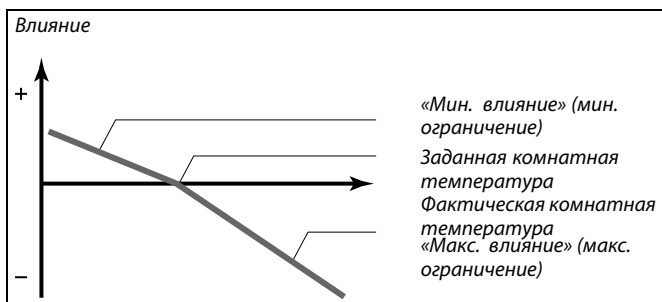 Влияние
+
«Мин. влияние» (мин.
ограничение)
Заданная комнатная
температура
Фактическая комнатная
температура
«Макс. влияние» (макс.
ограничение)
−